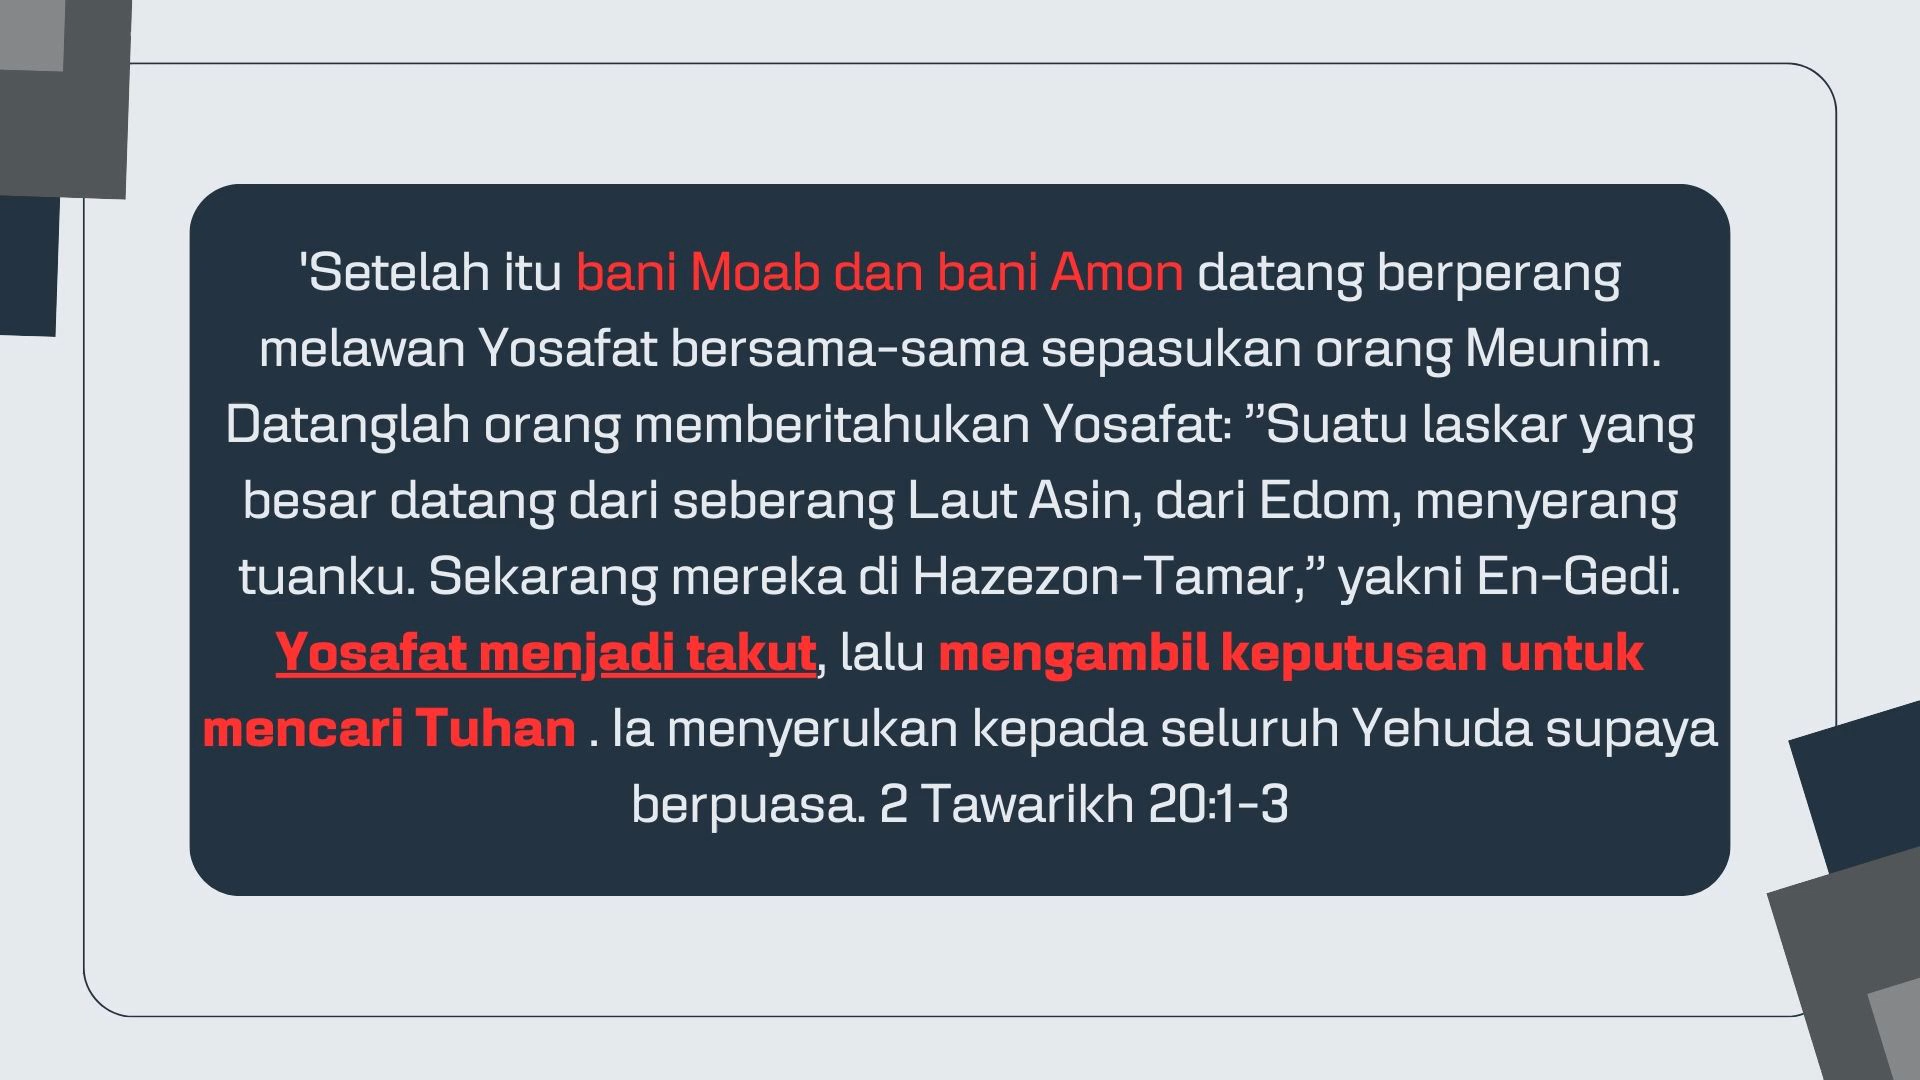 'Setelah itu bani Moab dan bani Amon datang berperang
melawan Yosafat bersama-sama sepasukan orang Meunim.
Datanglah orang memberitahukan Yosafat: ”Suatu laskar yang
besar datang dari seberang Laut Asin, dari Edom, menyerang
tuanku. Sekarang mereka di Hazezon-Tamar,” yakni En-Gedi.
Yosafat menjadi takut, lalu mengambil keputusan untuk
mencari Tuhan . Ia menyerukan kepada seluruh Yehuda supaya
berpuasa. 2 Tawarikh 20:1-3